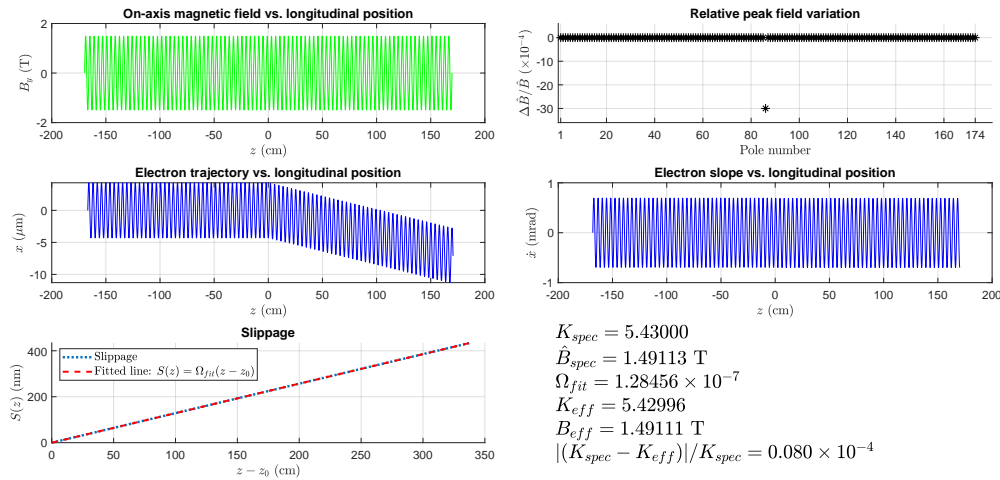 On-axis magnetic field vs. longitudinal position
2
0
-2
B_y (T)
-200 -150 -100 -50 0 50 100 150 200
z (cm)
Relative peak field variation
0
-10
-20
-30
ΔB̂/B̂ (×10⁻⁴)
1 20 40 60 80 100 120 140 160 174
Pole number
Electron trajectory vs. longitudinal position
0
-5
-10
x (μm)
-200 -150 -100 -50 0 50 100 150 200
z (cm)
Electron slope vs. longitudinal position
1
0
-1
ẋ (mrad)
-200 -150 -100 -50 0 50 100 150 200
z (cm)
Slippage
400
200
0
S(z) (nm)
Slippage
Fitted line: S(z) = Ω_fit(z − z₀)
0 50 100 150 200 250 300 350
z − z₀ (cm)
K_spec = 5.43000
B̂_spec = 1.49113 T
Ω_fit = 1.28456 × 10⁻⁷
K_eff = 5.42996
B_eff = 1.49111 T
|(K_spec − K_eff)|/K_spec = 0.080 × 10⁻⁴